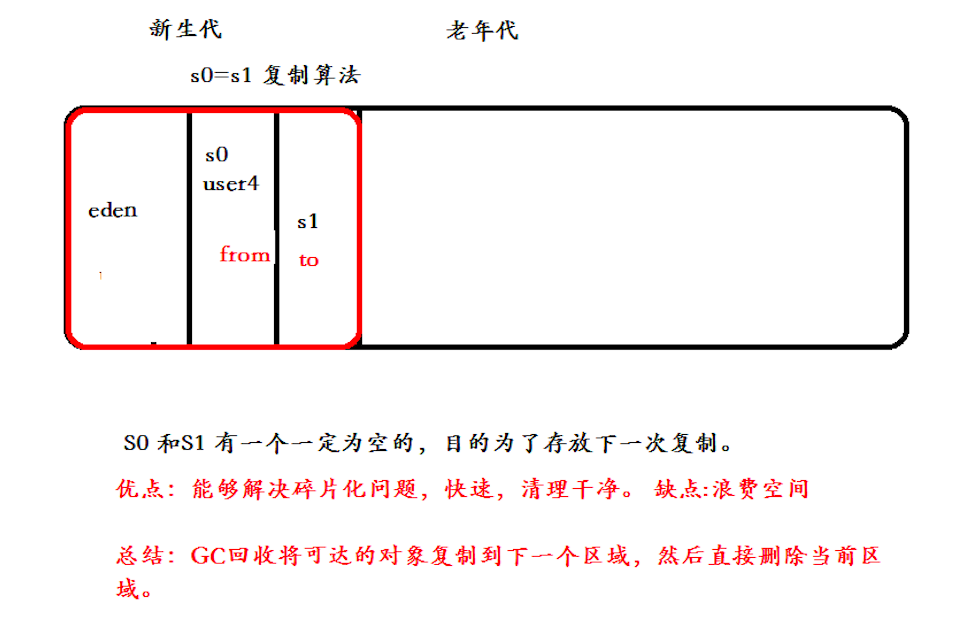 新生代
老年代
s0=s1 复制算法
eden
s0
user4
from
s1
to
S0 和S1 有一个一定为空的，目的为了存放下一次复制。
优点：能够解决碎片化问题，快速，清理干净。 缺点:浪费空间
总结：GC回收将可达的对象复制到下一个区域，然后直接删除当前区
域。